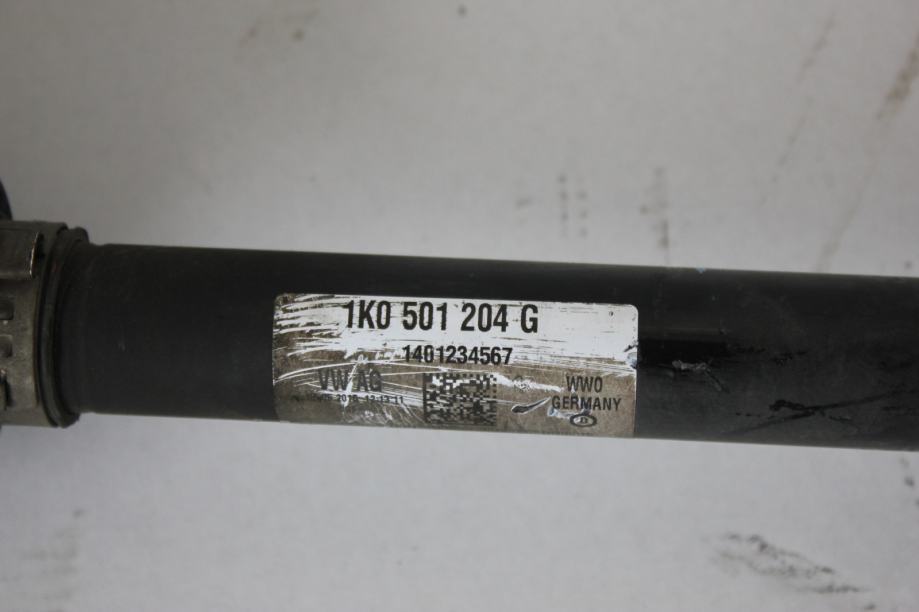 1K0 501 204 G
1401234567
VW AG
WWO
GERMANY
B